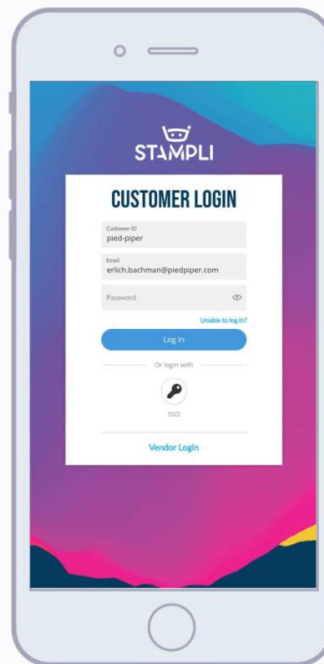 STAMPLI
CUSTOMER LOGIN
Customer ID
pied-piper
Email
erlich.bachman@piedpiper.com
Password
Unable to log in?
Log in
Or login with
SSO
Vendor Login